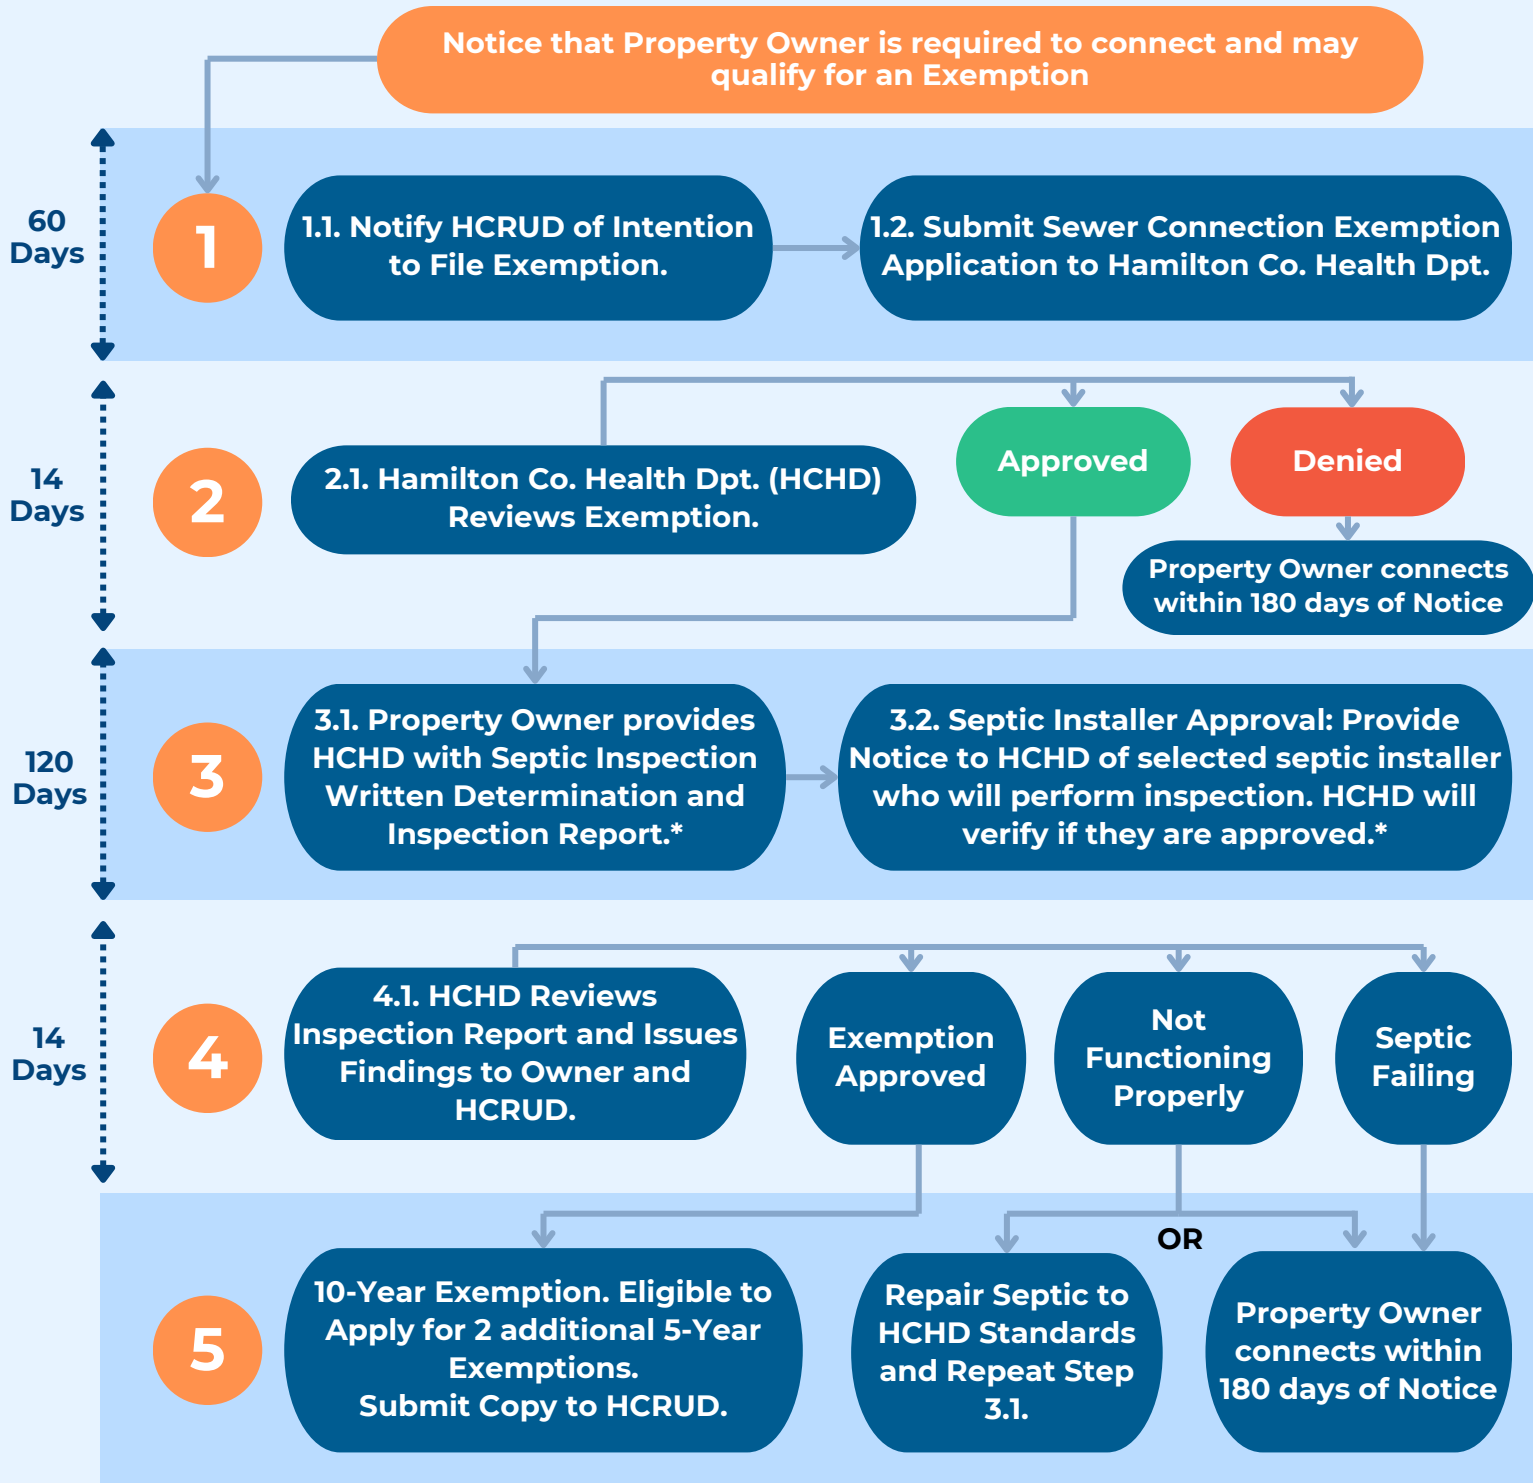 Notice that Property Owner is required to connect and may
qualify for an Exemption
60
Days
1
1.1. Notify HCRUD of Intention
to File Exemption.
1.2. Submit Sewer Connection Exemption
Application to Hamilton Co. Health Dpt.
14
Days
2
2.1. Hamilton Co. Health Dpt. (HCHD)
Reviews Exemption.
Approved
Denied
Property Owner connects
within 180 days of Notice
120
Days
3
3.1. Property Owner provides
HCHD with Septic Inspection
Written Determination and
Inspection Report.*
3.2. Septic Installer Approval: Provide
Notice to HCHD of selected septic installer
who will perform inspection. HCHD will
verify if they are approved.*
14
Days
4
4.1. HCHD Reviews
Inspection Report and Issues
Findings to Owner and
HCRUD.
Exemption
Approved
Not
Functioning
Properly
Septic
Failing
OR
5
10-Year Exemption. Eligible to
Apply for 2 additional 5-Year
Exemptions.
Submit Copy to HCRUD.
Repair Septic to
HCHD Standards
and Repeat Step
3.1.
Property Owner
connects within
180 days of Notice